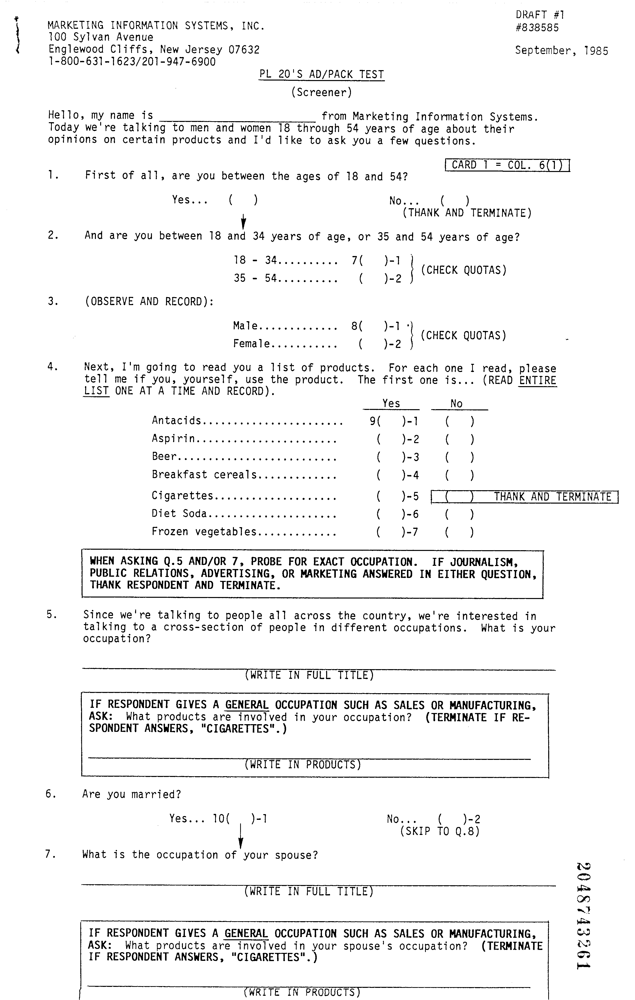 DRAFT #1
MARKETING INFORMATION SYSTEMS, INC. #838585
100 Sylvan Avenue
Englewood Cliffs, New Jersey 07632 September, 1985
1-800-631-1623/201-947-6900
PL 20'S AD/PACK TEST
(Screener)
Hello, my name is ______________________ from Marketing Information Systems.
Today we're talking to men and women 18 through 54 years of age about their
opinions on certain products and I'd like to ask you a few questions.
CARD 1 = COL. 6(1)
1. First of all, are you between the ages of 18 and 54?
Yes... ( ) No... ( )
(THANK AND TERMINATE)
2. And are you between 18 and 34 years of age, or 35 and 54 years of age?
18 - 34.......... 7( )-1
(CHECK QUOTAS)
35 - 54.......... ( )-2
3. (OBSERVE AND RECORD):
Male............. 8( )-1
(CHECK QUOTAS)
Female........... ( )-2
4. Next, I'm going to read you a list of products. For each one I read, please
tell me if you, yourself, use the product. The first one is... (READ ENTIRE
LIST ONE AT A TIME AND RECORD).
Yes No
Antacids....................... 9( )-1 ( )
Aspirin....................... ( )-2 ( )
Beer.......................... ( )-3 ( )
Breakfast cereals............. ( )-4 ( )
Cigarettes.................... ( )-5 ( ) THANK AND TERMINATE
Diet Soda..................... ( )-6 ( )
Frozen vegetables............. ( )-7 ( )
WHEN ASKING Q.5 AND/OR 7, PROBE FOR EXACT OCCUPATION. IF JOURNALISM,
PUBLIC RELATIONS, ADVERTISING, OR MARKETING ANSWERED IN EITHER QUESTION,
THANK RESPONDENT AND TERMINATE.
5. Since we're talking to people all across the country, we're interested in
talking to a cross-section of people in different occupations. What is your
occupation?
(WRITE IN FULL TITLE)
IF RESPONDENT GIVES A GENERAL OCCUPATION SUCH AS SALES OR MANUFACTURING,
ASK: What products are involved in your occupation? (TERMINATE IF RE-
SPONDENT ANSWERS, "CIGARETTES".)
(WRITE IN PRODUCTS)
6. Are you married?
Yes... 10( )-1 No... ( )-2
(SKIP TO Q.8)
7. What is the occupation of your spouse?
(WRITE IN FULL TITLE)
IF RESPONDENT GIVES A GENERAL OCCUPATION SUCH AS SALES OR MANUFACTURING,
ASK: What products are involved in your spouse's occupation? (TERMINATE
IF RESPONDENT ANSWERS, "CIGARETTES".)
(WRITE IN PRODUCTS)
2048743261